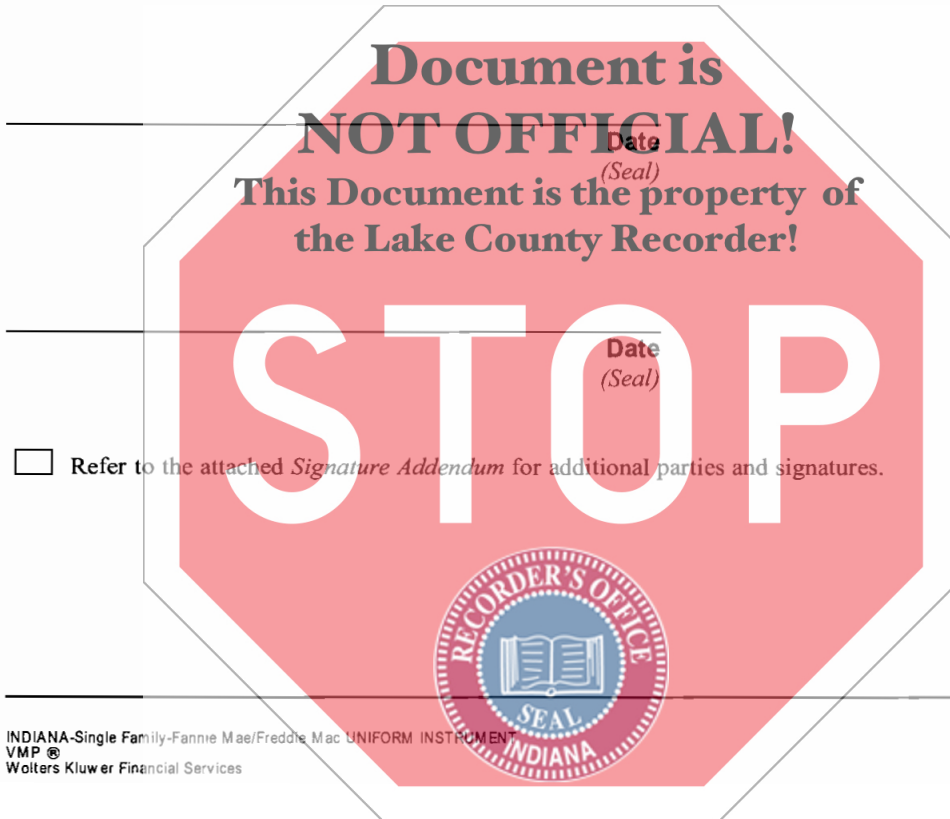 Document is
NOT OFFICIAL!
Date
(Seal)
This Document is the property of
the Lake County Recorder!
STOP
Date
(Seal)
Refer to the attached Signature Addendum for additional parties and signatures.
RECORDER'S OFFICE
SEAL
INDIANA
INDIANA-Single Family-Fannie Mae/Freddie Mac UNIFORM INSTRUMENT
VMP ®
Wolters Kluwer Financial Services